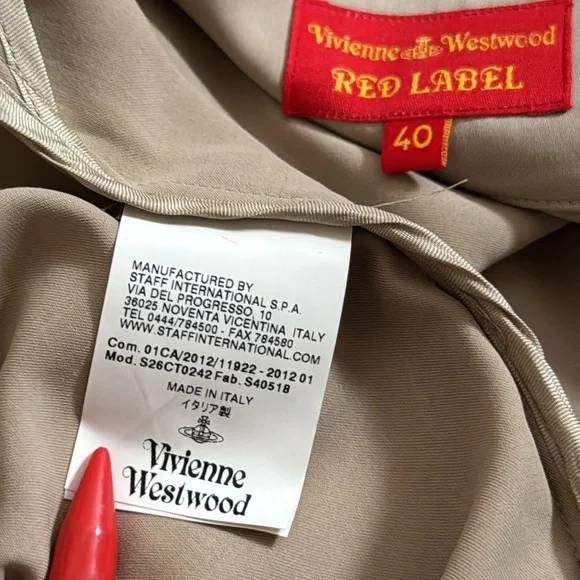 Vivienne Westwood
RED LABEL
40
MANUFACTURED BY
STAFF INTERNATIONAL S.P.A.
VIA DEL PROGRESSO, 10
36025 NOVENTA VICENTINA ITALY
TEL 0444/784500 - FAX 784580
WWW.STAFFINTERNATIONAL.COM
Com. 01CA/2012/11922 - 2012 01
Mod. S26CT0242 Fab. S40518
MADE IN ITALY
イタリア製
Vivienne
Westwood